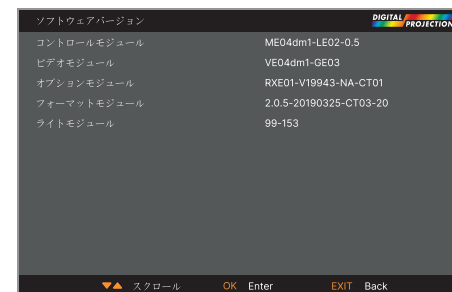 ソフトウェアバージョン DIGITAL PROJECTION
コントロールモジュール ME04dm1-LE02-0.5
ビデオモジュール VE04dm1-GE03
オプションモジュール RXE01-V19943-NA-CT01
フォーマットモジュール 2.0.5-20190325-CT03-20
ライトモジュール 99-153
スクロール OK Enter EXIT Back